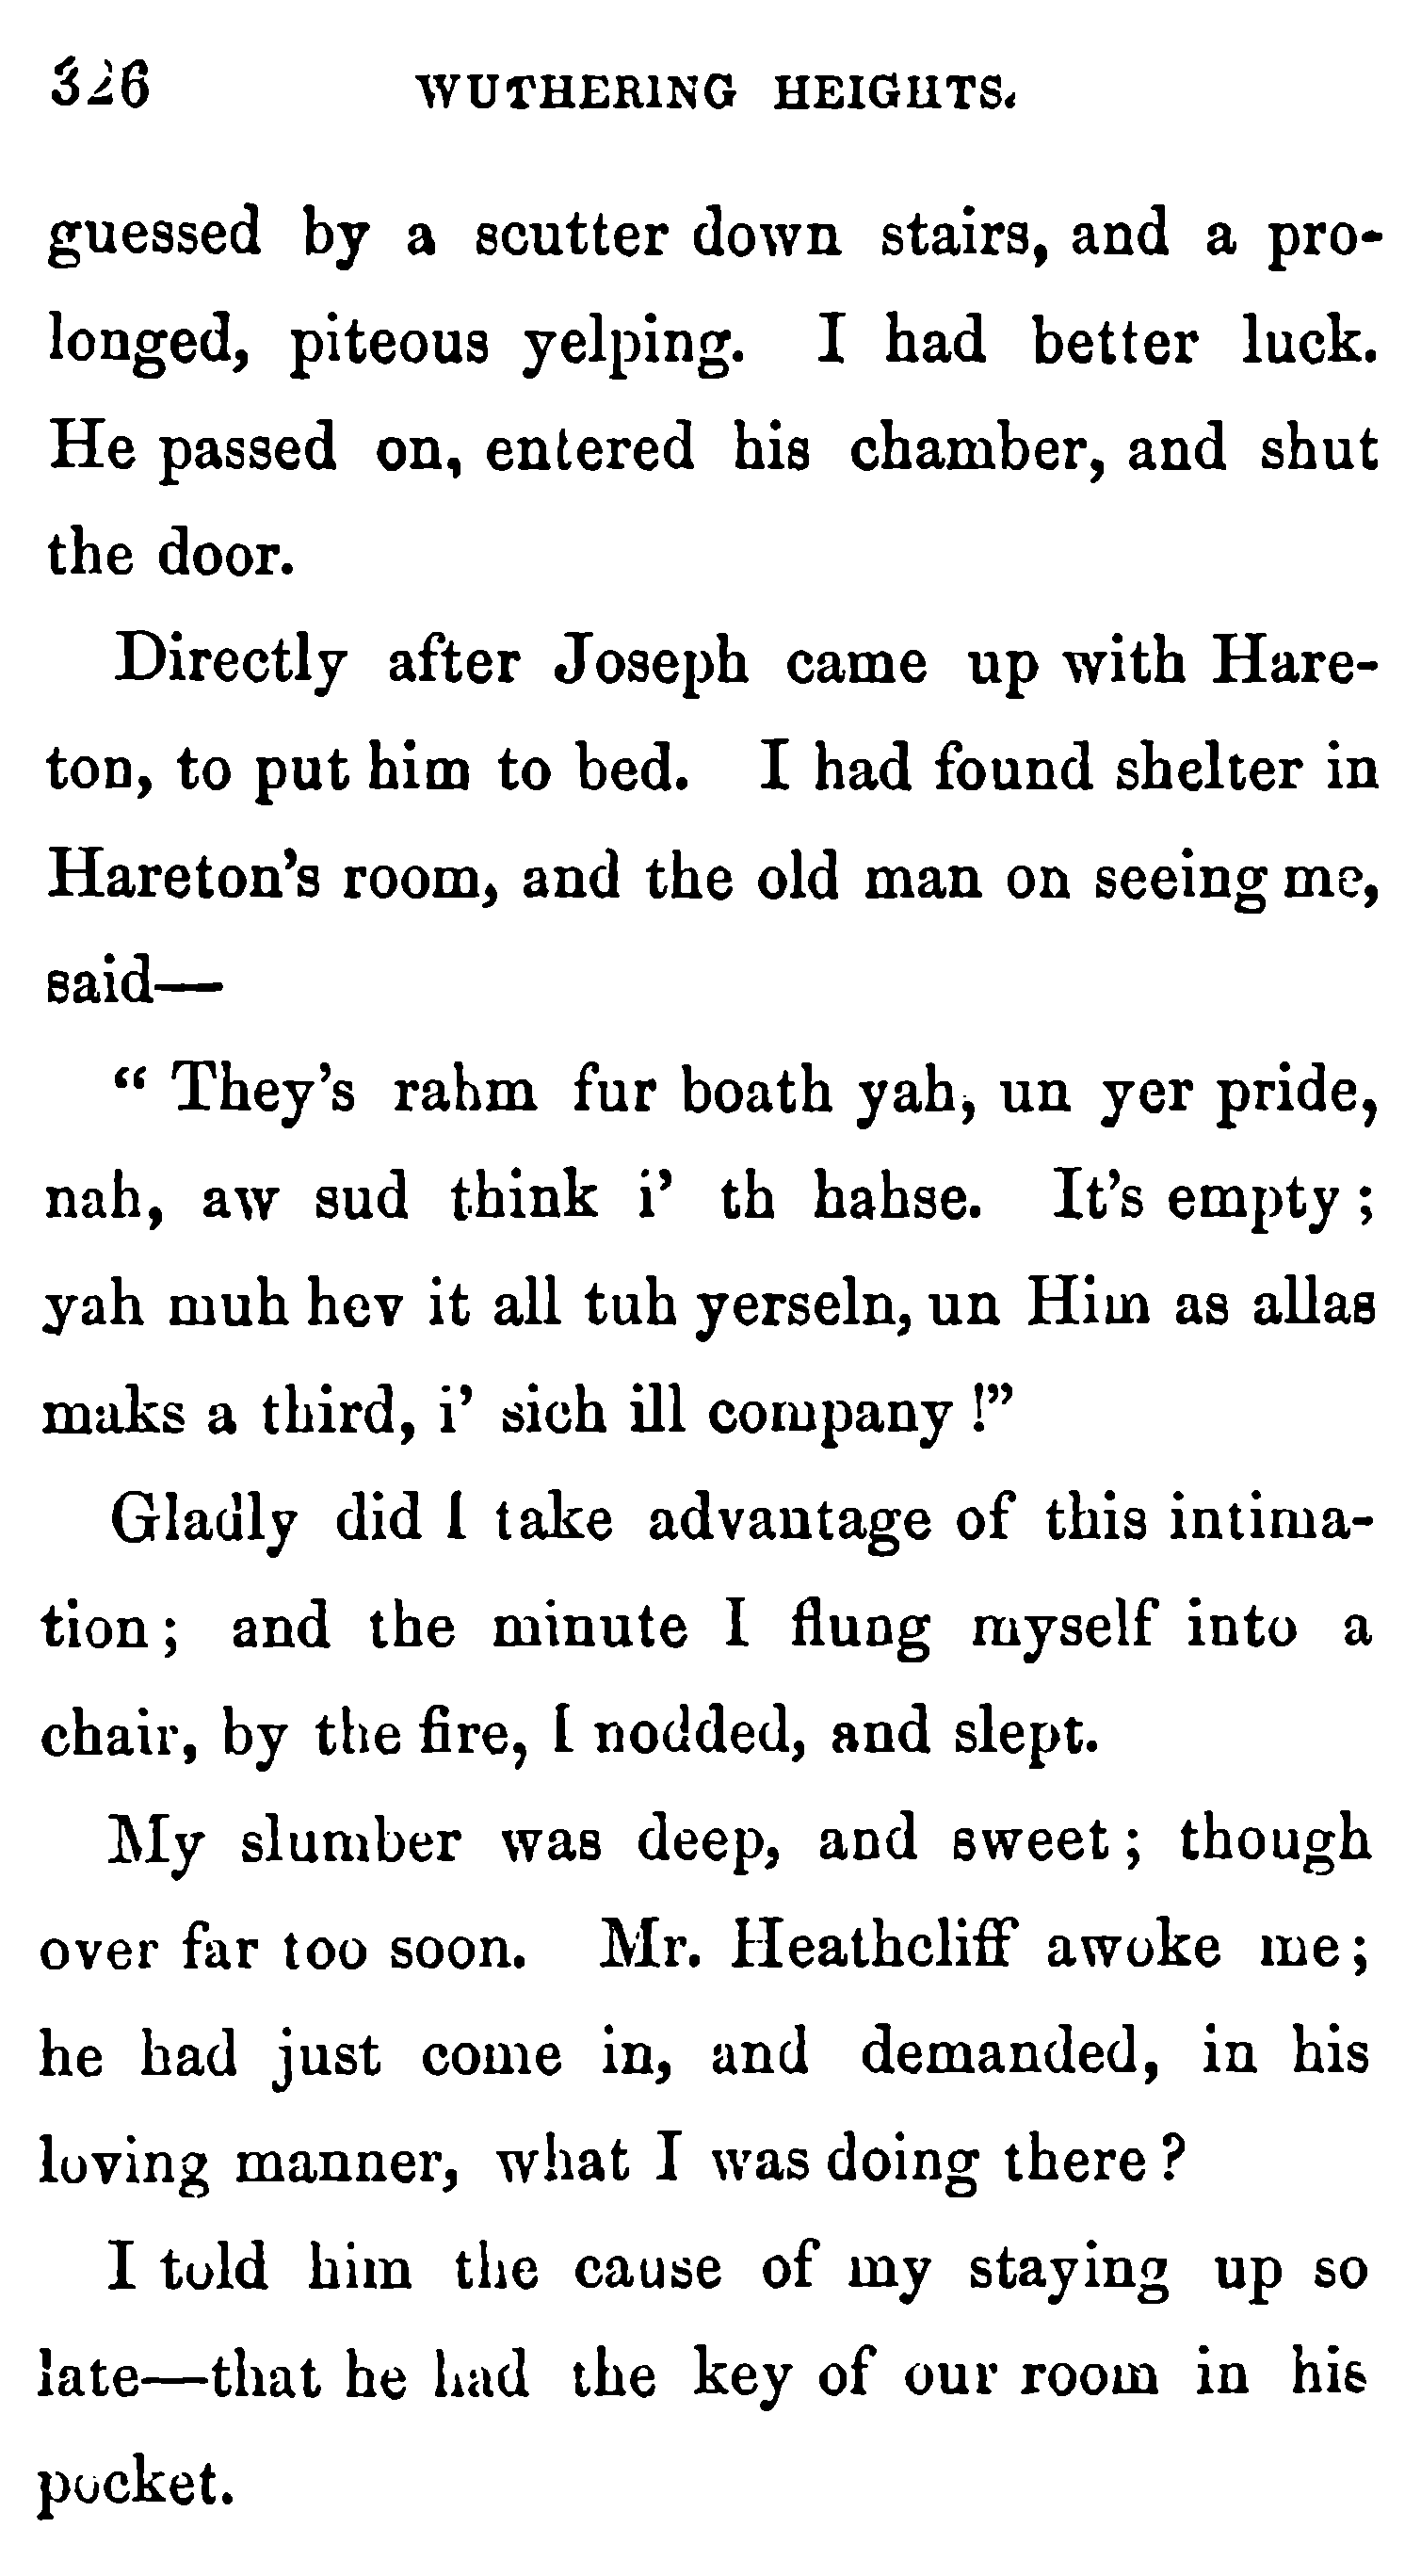 326 WUTHERING HEIGHTS.
guessed by a scutter down stairs, and a pro-
longed, piteous yelping. I had better luck.
He passed on, entered his chamber, and shut
the door.
Directly after Joseph came up with Hare-
ton, to put him to bed. I had found shelter in
Hareton's room, and the old man on seeing me,
said—
" They's rahm fur boath yah, un yer pride,
nah, aw sud think i' th hahse. It's empty ;
yah muh hev it all tuh yerseln, un Him as allas
maks a third, i' sich ill company !"
Gladly did I take advantage of this intima-
tion ; and the minute I flung myself into a
chair, by the fire, I nodded, and slept.
My slumber was deep, and sweet ; though
over far too soon. Mr. Heathcliff awoke me ;
he had just come in, and demanded, in his
loving manner, what I was doing there ?
I told him the cause of my staying up so
late—that he had the key of our room in his
pocket.